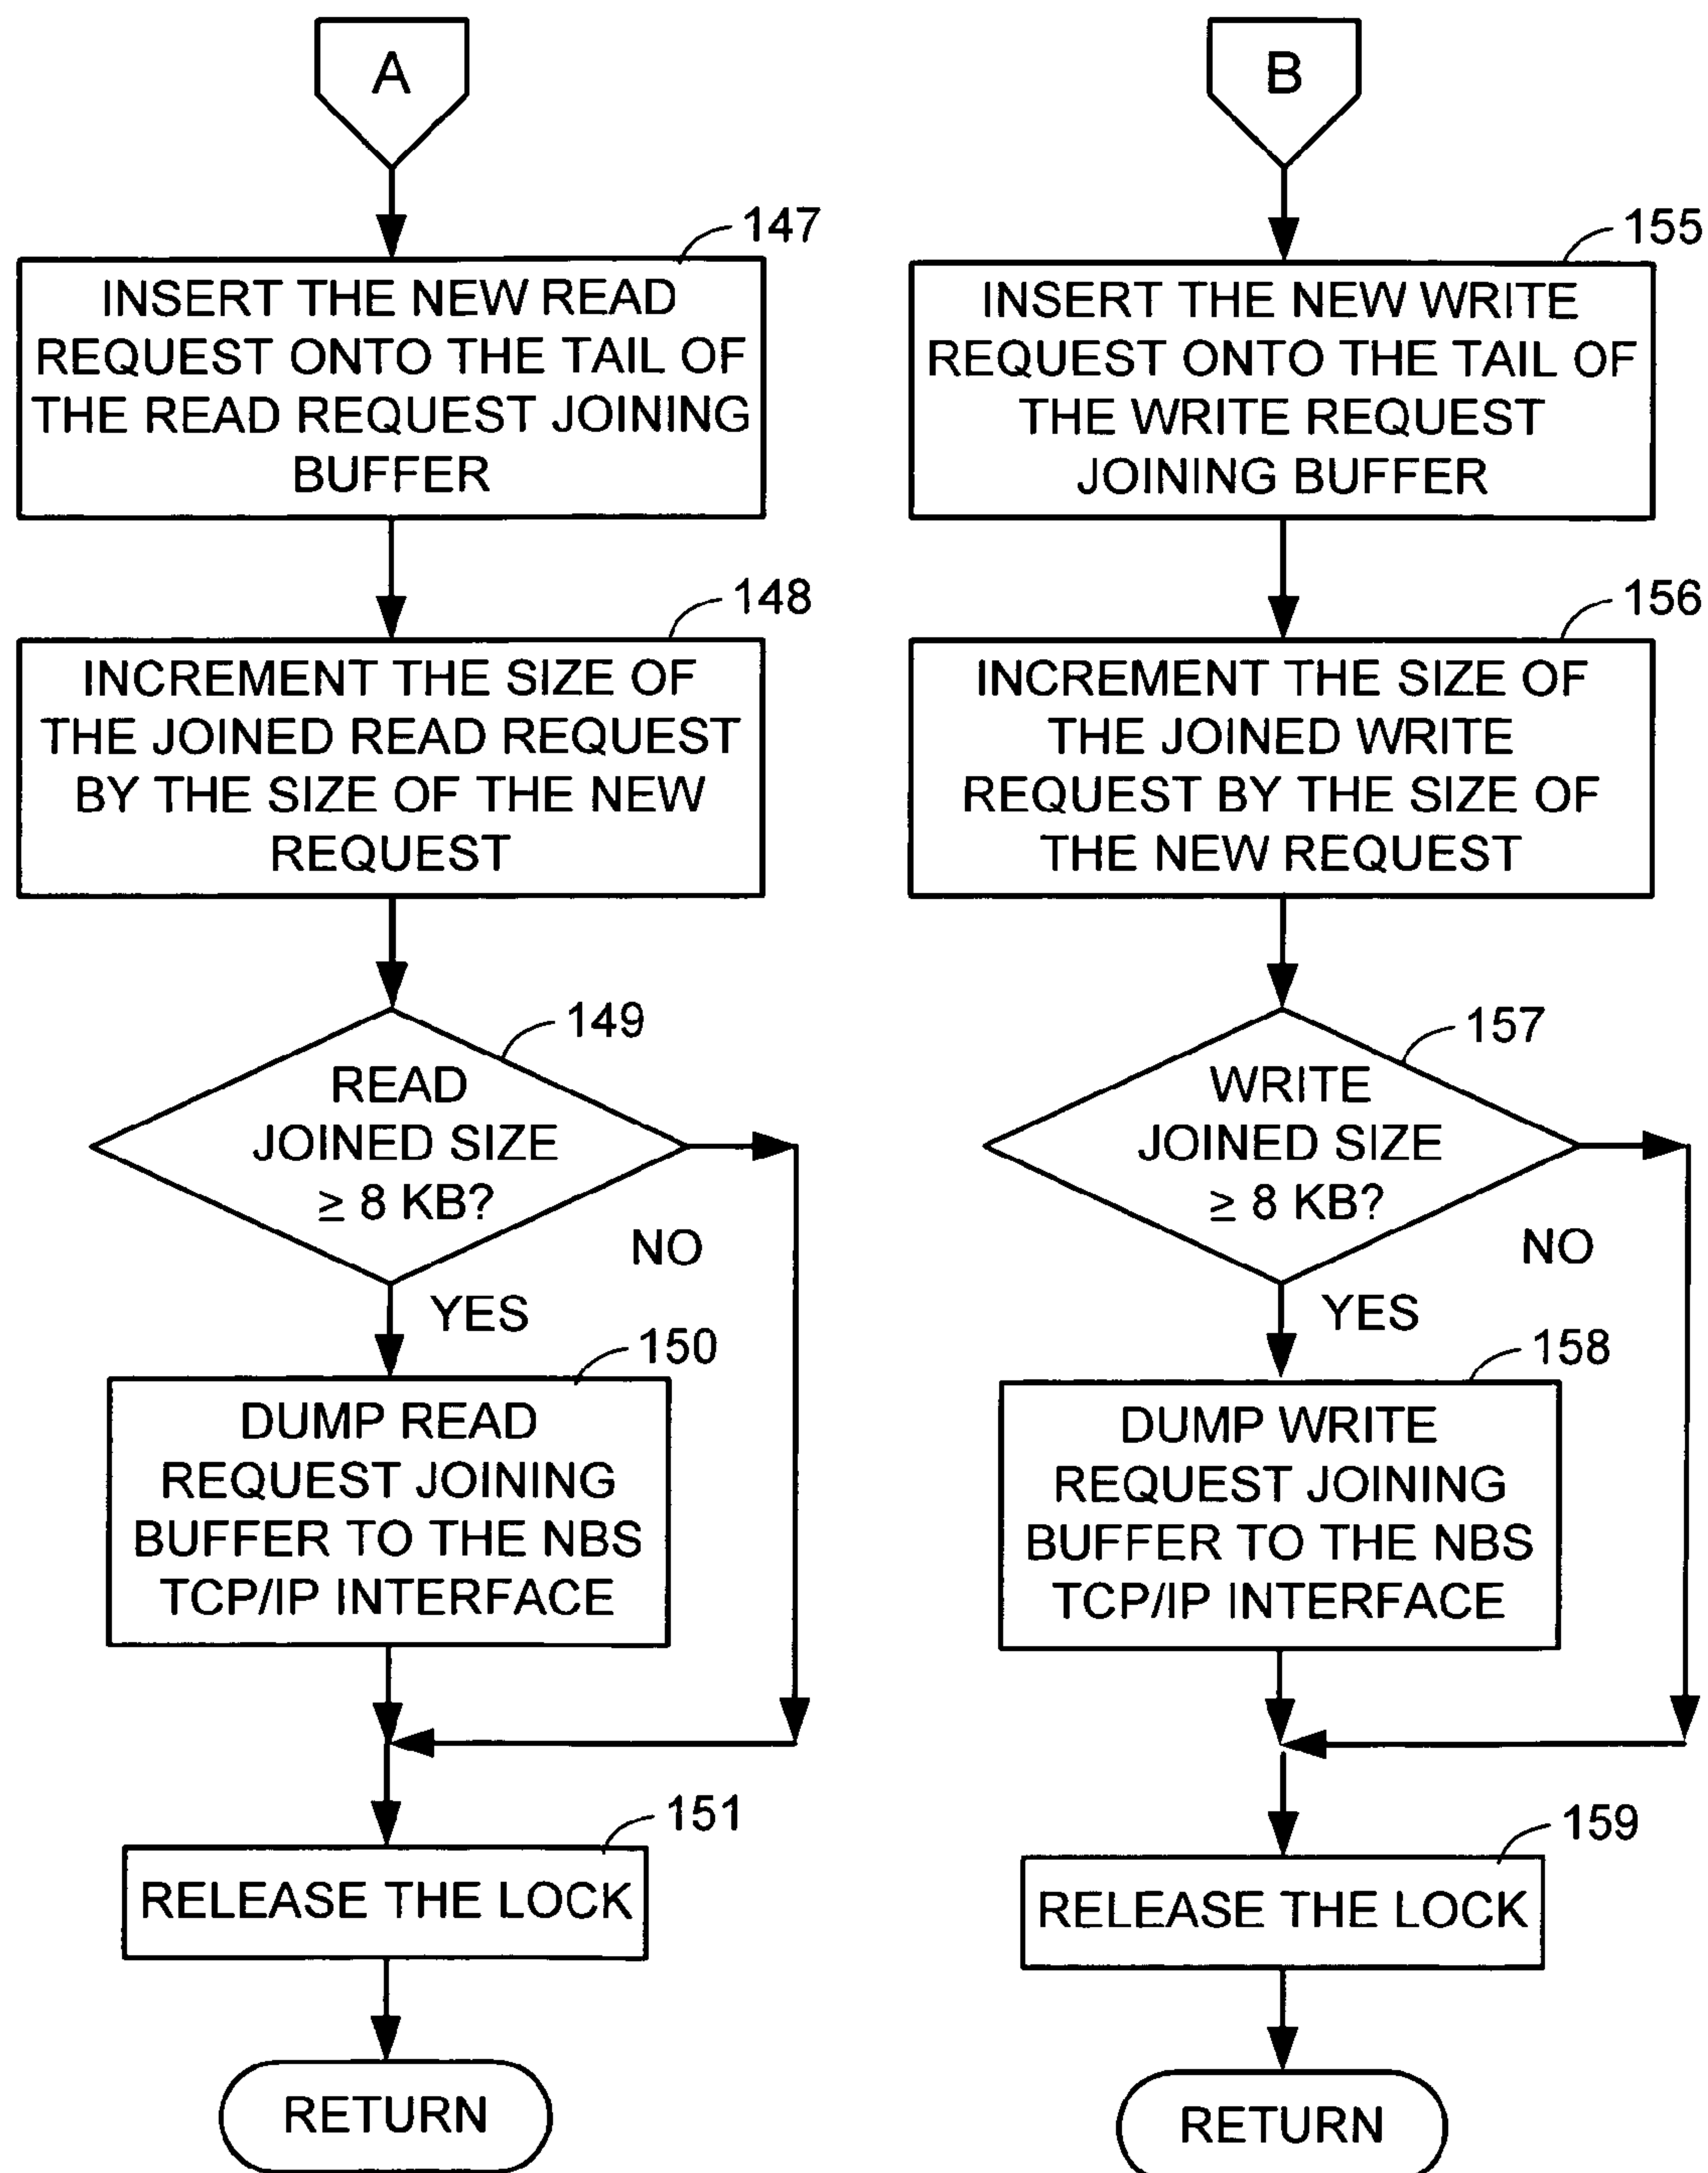 A
147
INSERT THE NEW READ
REQUEST ONTO THE TAIL OF
THE READ REQUEST JOINING
BUFFER
148
INCREMENT THE SIZE OF
THE JOINED READ REQUEST
BY THE SIZE OF THE NEW
REQUEST
149
READ
JOINED SIZE
≥ 8 KB?
NO
YES
150
DUMP READ
REQUEST JOINING
BUFFER TO THE NBS
TCP/IP INTERFACE
151
RELEASE THE LOCK
RETURN
B
155
INSERT THE NEW WRITE
REQUEST ONTO THE TAIL OF
THE WRITE REQUEST
JOINING BUFFER
156
INCREMENT THE SIZE OF
THE JOINED WRITE
REQUEST BY THE SIZE OF
THE NEW REQUEST
157
WRITE
JOINED SIZE
≥ 8 KB?
NO
YES
158
DUMP WRITE
REQUEST JOINING
BUFFER TO THE NBS
TCP/IP INTERFACE
159
RELEASE THE LOCK
RETURN